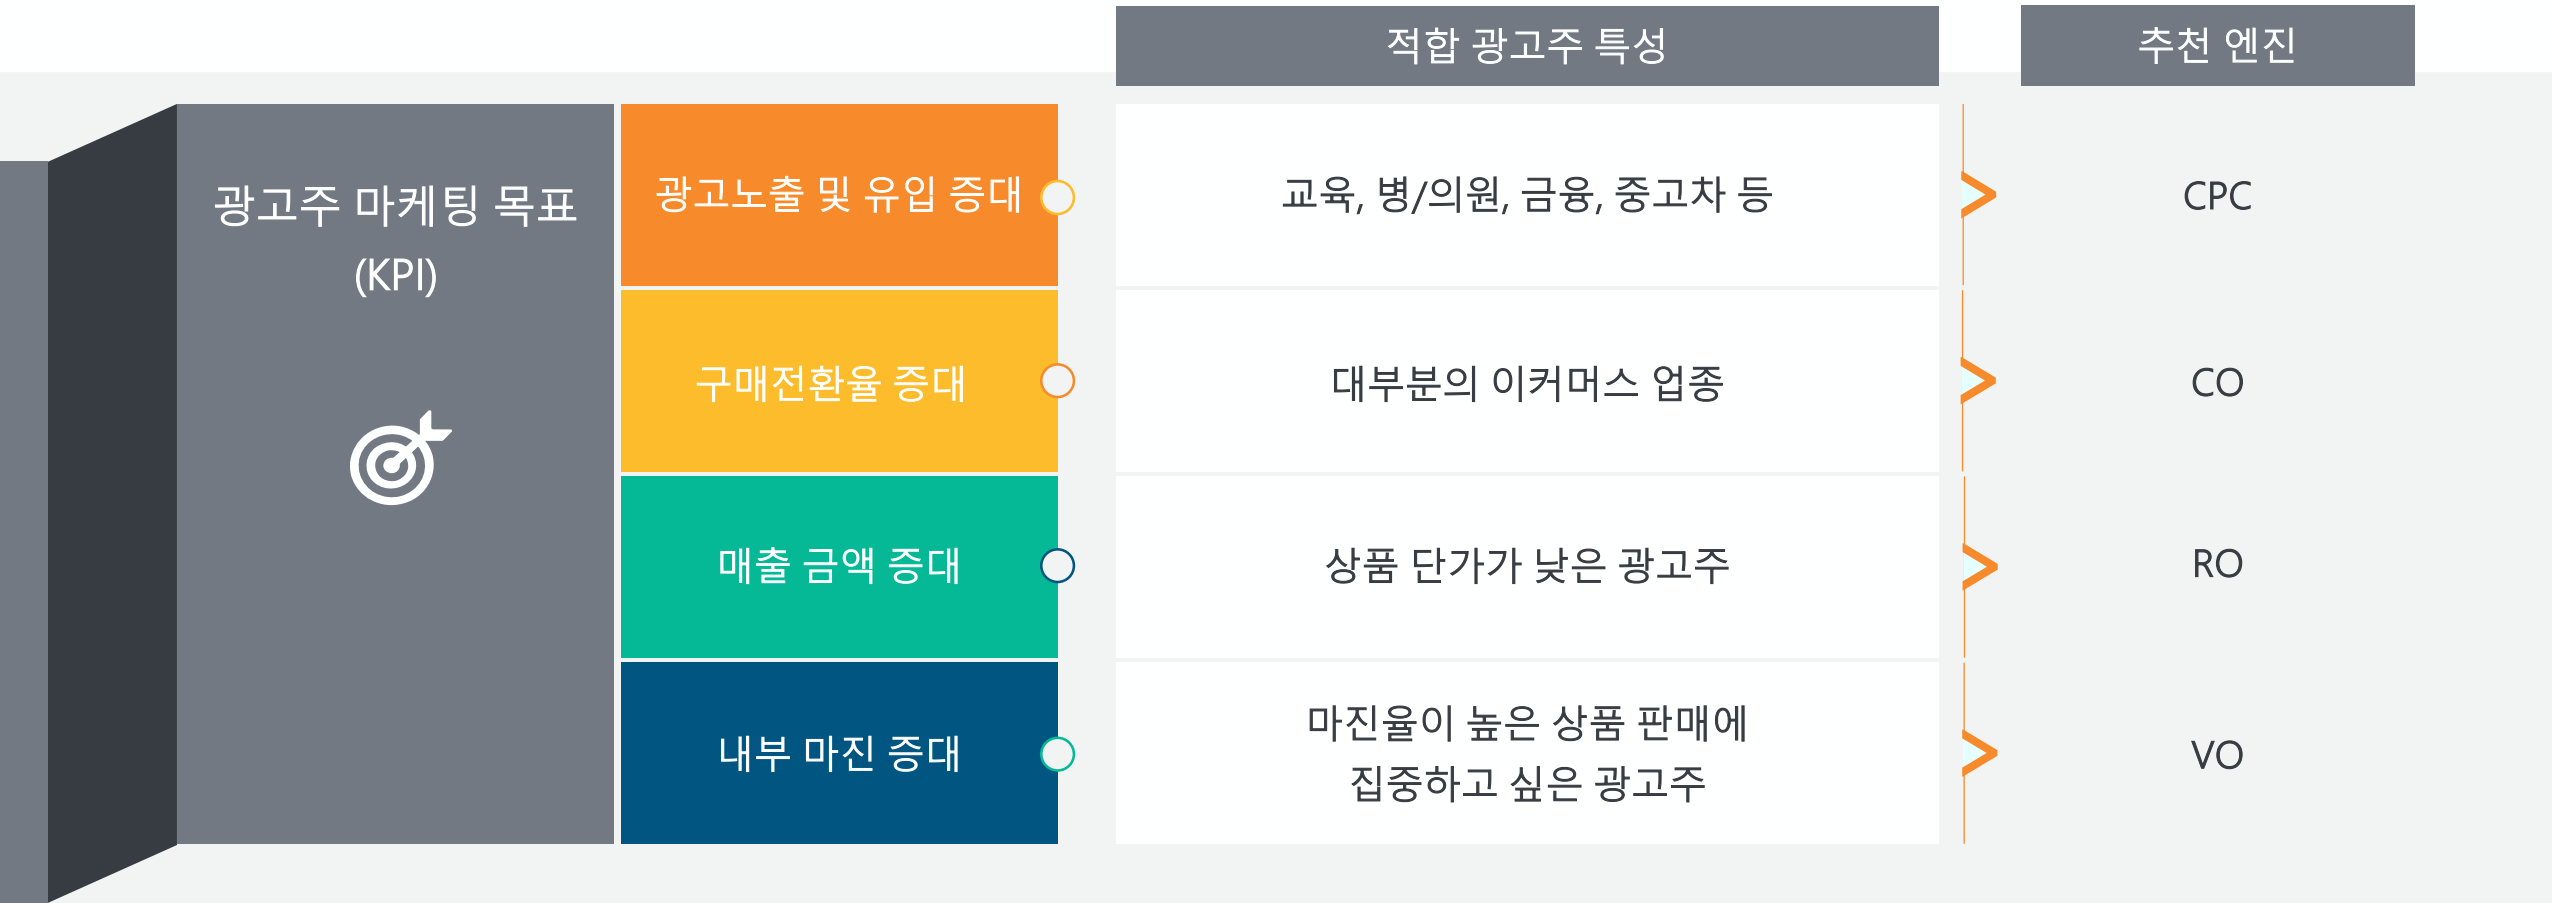 적합 광고주 특성
추천 엔진
광고주 마케팅 목표
(KPI)
광고노출 및 유입 증대
교육, 병/의원, 금융, 중고차 등
CPC
구매전환율 증대
대부분의 이커머스 업종
CO
매출 금액 증대
상품 단가가 낮은 광고주
RO
내부 마진 증대
마진율이 높은 상품 판매에
집중하고 싶은 광고주
VO